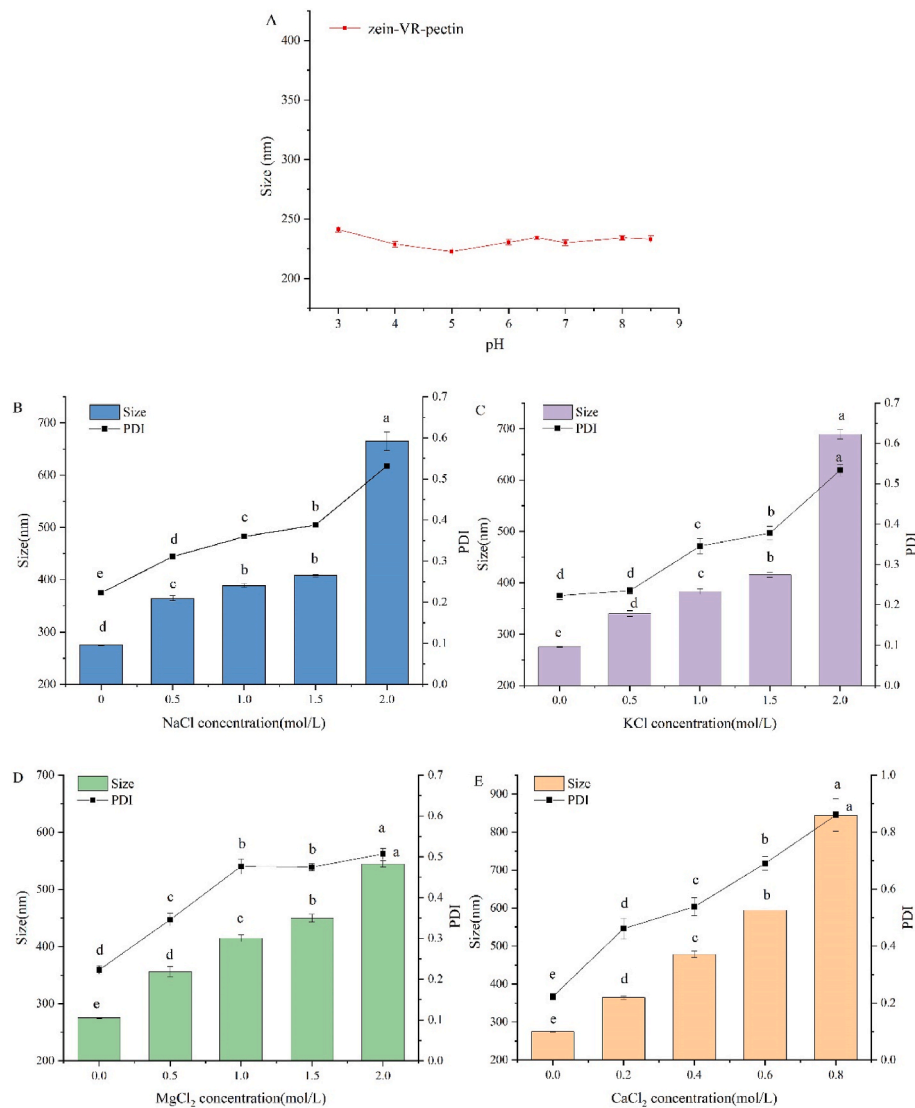 A
zein-VR-pectin
400
350
300
250
200
Size (nm)
3 4 5 6 7 8 9
pH
B
Size
PDI
700
650
600
550
500
450
400
350
300
250
200
Size(nm)
0.7
0.6
0.5
0.4
0.3
0.2
0.1
0.0
PDI
e d c b
d c b b a
0 0.5 1.0 1.5 2.0
NaCl concentration(mol/L)
C
Size
PDI
700
600
500
400
300
200
Size(nm)
0.7
0.6
0.5
0.4
0.3
0.2
0.1
0.0
PDI
d d c b a
e d c b a
0.0 0.5 1.0 1.5 2.0
KCl concentration(mol/L)
D
Size
PDI
700
600
500
400
300
200
Size(nm)
0.7
0.6
0.5
0.4
0.3
0.2
0.1
0.0
PDI
d c b b a
e d c b a
0.0 0.5 1.0 1.5 2.0
MgCl₂ concentration(mol/L)
E
Size
PDI
900
800
700
600
500
400
300
200
Size(nm)
1.0
0.8
0.6
0.4
0.2
0.0
PDI
e d c b a
e d c b a
0.0 0.2 0.4 0.6 0.8
CaCl₂ concentration(mol/L)